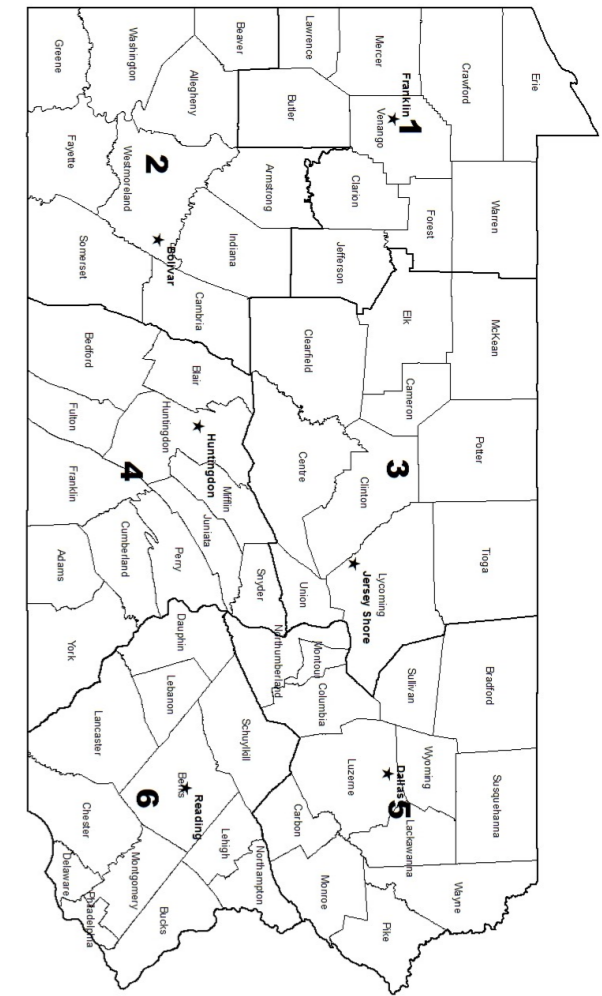 Erie
Crawford
Warren
McKean
Potter
Tioga
Bradford
Susquehanna
Wayne
Mercer
Franklin
1
Venango
Forest
Elk
Cameron
3
Clinton
Lycoming
Jersey Shore
Sullivan
Wyoming
Dallas
5
Lackawanna
Pike
Lawrence
Butler
Clarion
Jefferson
Clearfield
Centre
Union
Montour
Northumberland
Columbia
Luzerne
Carbon
Monroe
Beaver
Allegheny
Armstrong
Indiana
Cambria
Blair
Huntingdon
Huntingdon
Mifflin
Juniata
Snyder
Schuylkill
Lehigh
Northampton
Washington
2
Westmoreland
Bolivar
4
Perry
Dauphin
Lebanon
Berks
Reading
6
Montgomery
Bucks
Greene
Fayette
Somerset
Bedford
Fulton
Franklin
Cumberland
Adams
York
Lancaster
Chester
Delaware
Philadelphia